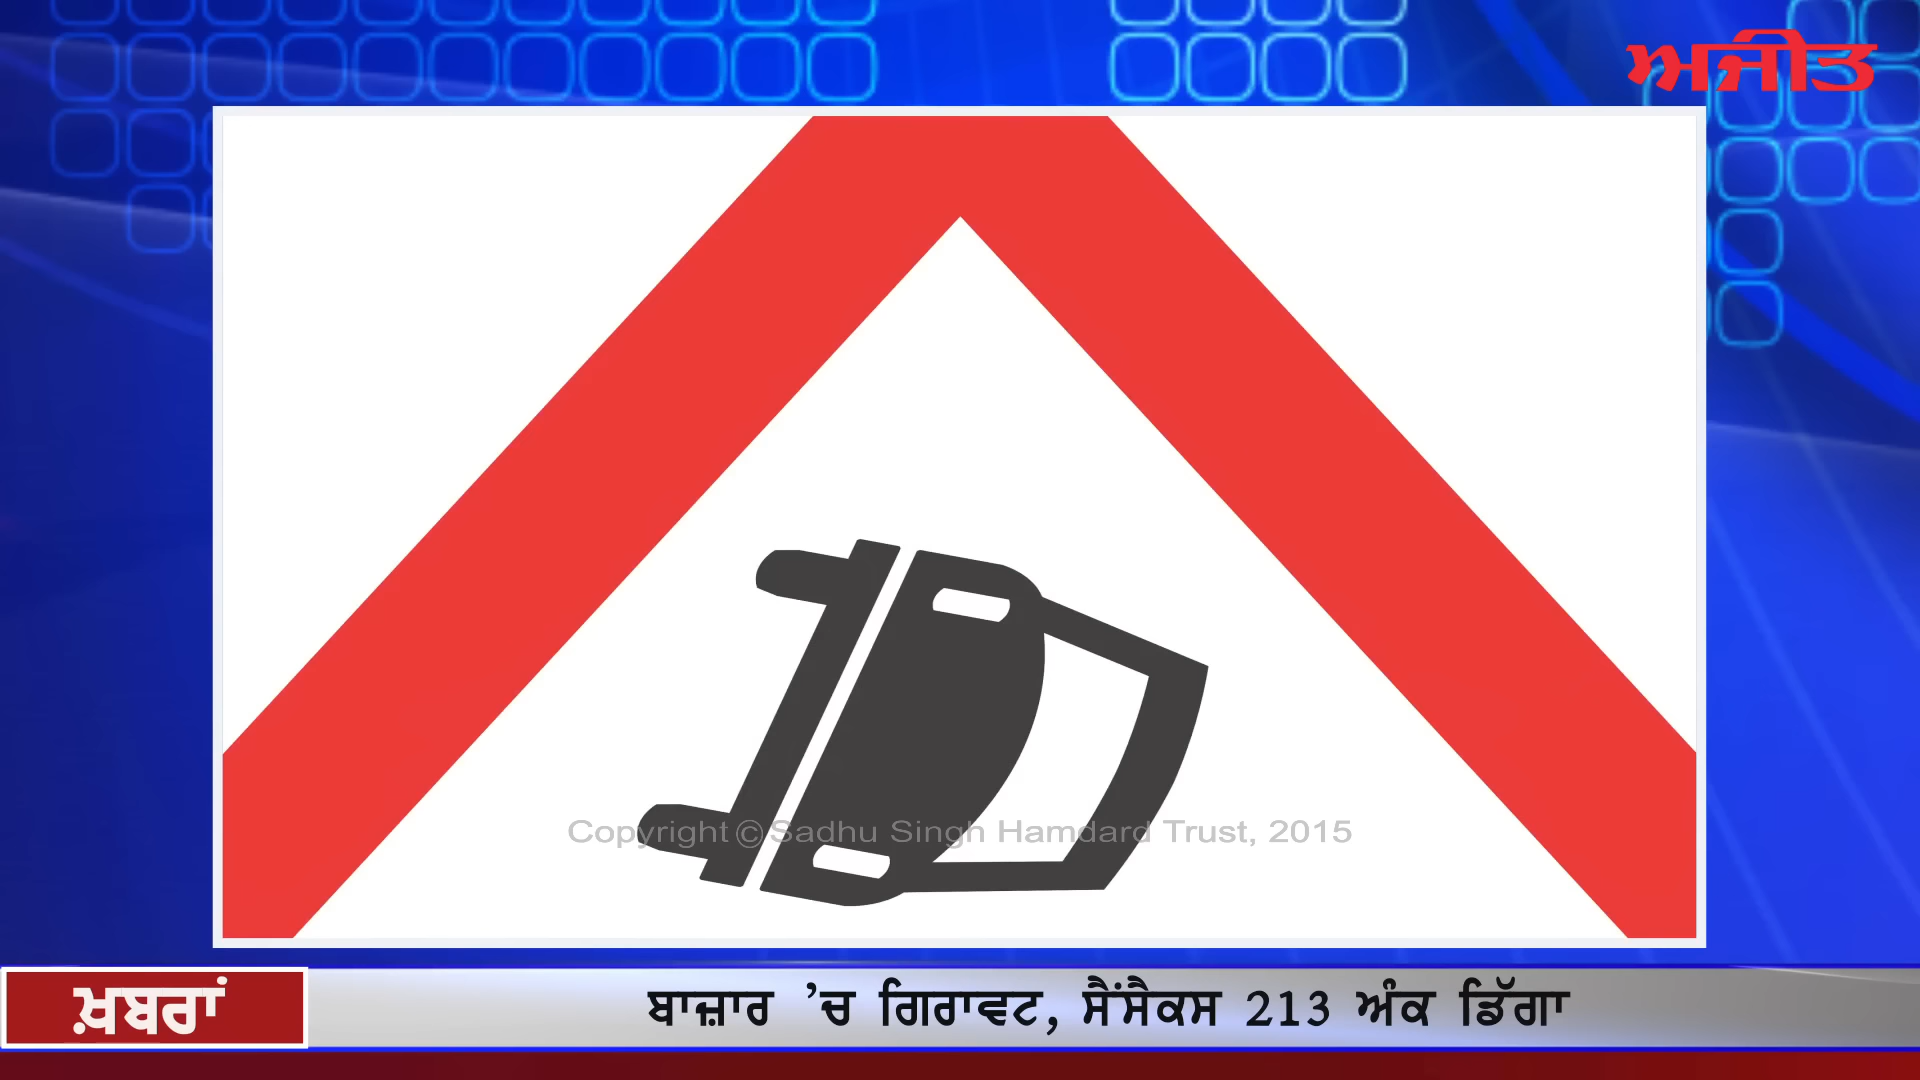 ਅਜੀਤ
Copyright © Sadhu Singh Hamdard Trust, 2015
ਖ਼ਬਰਾਂ
ਬਾਜ਼ਾਰ ’ਚ ਗਿਰਾਵਟ, ਸੈਂਸੈਕਸ 213 ਅੰਕ ਡਿੱਗਾ